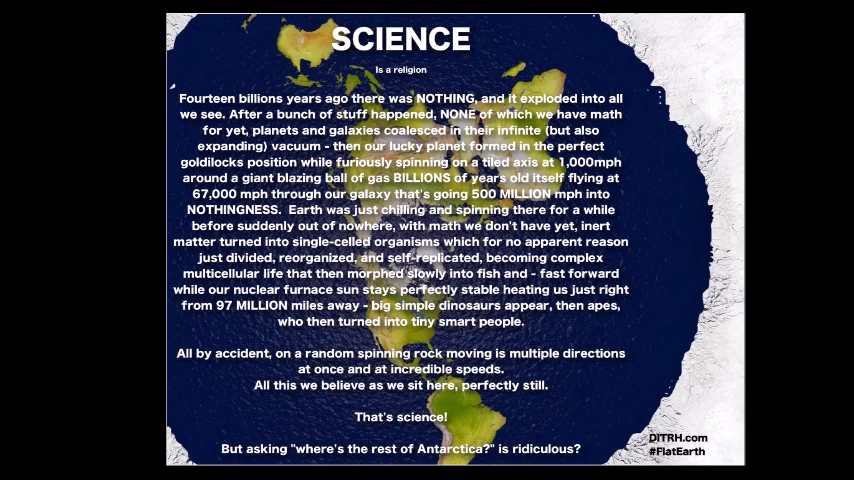 SCIENCE
Is a religion
Fourteen billions years ago there was NOTHING, and it exploded into all
we see. After a bunch of stuff happened, NONE of which we have math
for yet, planets and galaxies coalesced in their infinite (but also
expanding) vacuum - then our lucky planet formed in the perfect
goldilocks position while furiously spinning on a tiled axis at 1,000mph
around a giant blazing ball of gas BILLIONS of years old itself flying at
67,000 mph through our galaxy that's going 500 MILLION mph into
NOTHINGNESS. Earth was just chilling and spinning there for a while
before suddenly out of nowhere, with math we don't have yet, inert
matter turned into single-celled organisms which for no apparent reason
just divided, reorganized, and self-replicated, becoming complex
multicellular life that then morphed slowly into fish and - fast forward
while our nuclear furnace sun stays perfectly stable heating us just right
from 97 MILLION miles away - big simple dinosaurs appear, then apes,
who then turned into tiny smart people.
All by accident, on a random spinning rock moving is multiple directions
at once and at incredible speeds.
All this we believe as we sit here, perfectly still.
That's science!
But asking "where's the rest of Antarctica?" is ridiculous?
DITRH.com
#FlatEarth